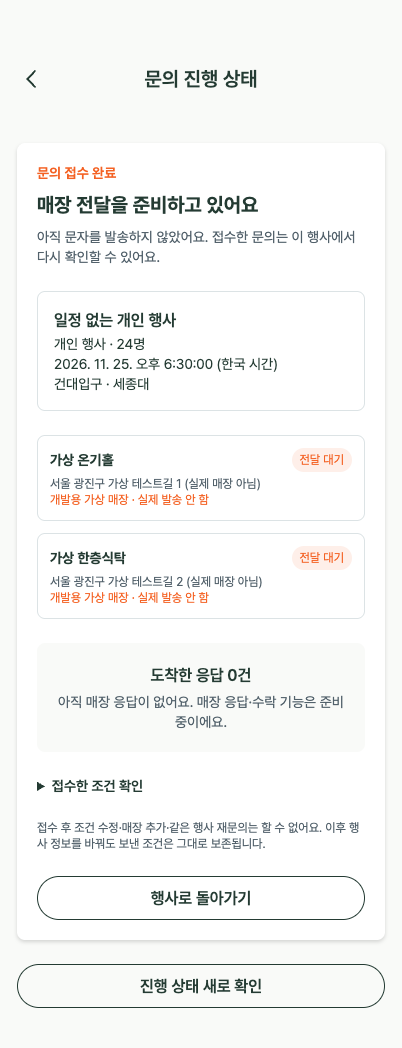 문의 진행 상태
문의 접수 완료
매장 전달을 준비하고 있어요
아직 문자를 발송하지 않았어요. 접수한 문의는 이 행사에서
다시 확인할 수 있어요.
일정 없는 개인 행사
개인 행사 · 24명
2026. 11. 25. 오후 6:30:00 (한국 시간)
건대입구 · 세종대
가상 온기홀
전달 대기
서울 광진구 가상 테스트길 1 (실제 매장 아님)
개발용 가상 매장 · 실제 발송 안 함
가상 한층식탁
전달 대기
서울 광진구 가상 테스트길 2 (실제 매장 아님)
개발용 가상 매장 · 실제 발송 안 함
도착한 응답 0건
아직 매장 응답이 없어요. 매장 응답·수락 기능은 준비
중이에요.
접수한 조건 확인
접수 후 조건 수정·매장 추가·같은 행사 재문의는 할 수 없어요. 이후 행
사 정보를 바꿔도 보낸 조건은 그대로 보존됩니다.
행사로 돌아가기
진행 상태 새로 확인